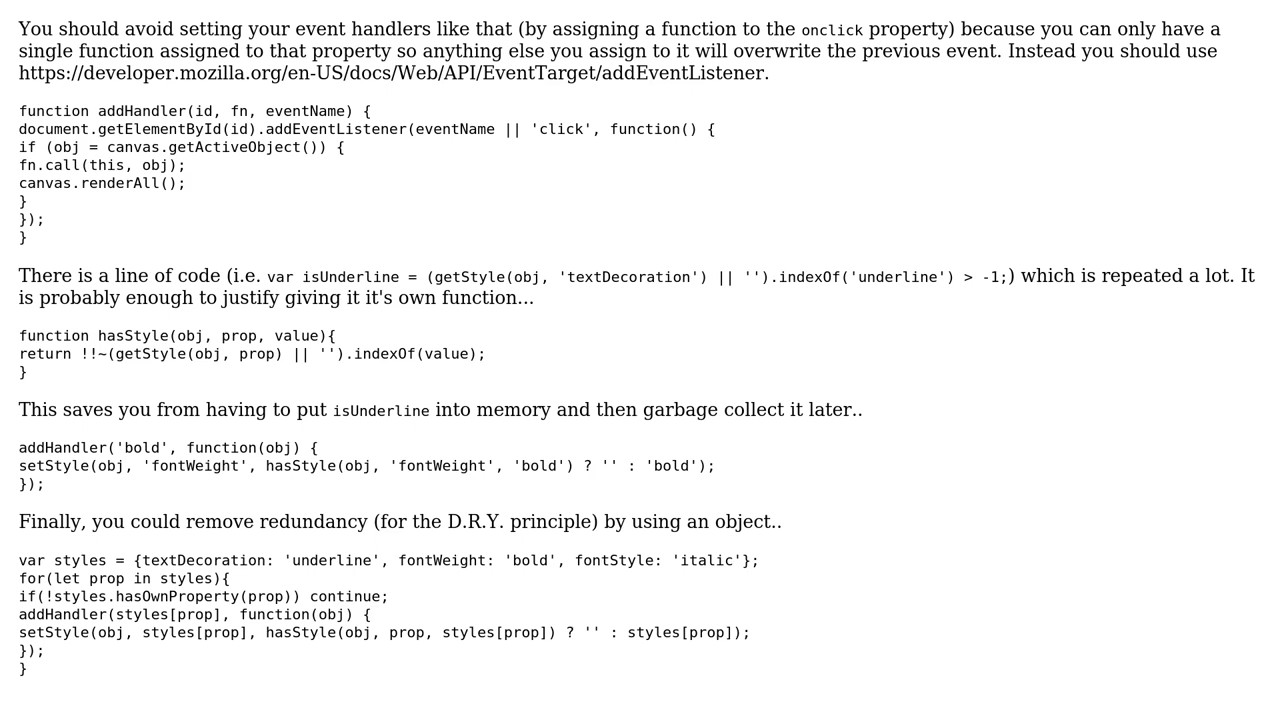 You should avoid setting your event handlers like that (by assigning a function to the onclick property) because you can only have a
single function assigned to that property so anything else you assign to it will overwrite the previous event. Instead you should use
https://developer.mozilla.org/en-US/docs/Web/API/EventTarget/addEventListener.
function addHandler(id, fn, eventName) {
document.getElementById(id).addEventListener(eventName || 'click', function() {
if (obj = canvas.getActiveObject()) {
fn.call(this, obj);
canvas.renderAll();
}
});
}
There is a line of code (i.e. var isUnderline = (getStyle(obj, 'textDecoration') || '').indexOf('underline') > -1;) which is repeated a lot. It
is probably enough to justify giving it it's own function...
function hasStyle(obj, prop, value){
return !!~(getStyle(obj, prop) || '').indexOf(value);
}
This saves you from having to put isUnderline into memory and then garbage collect it later..
addHandler('bold', function(obj) {
setStyle(obj, 'fontWeight', hasStyle(obj, 'fontWeight', 'bold') ? '' : 'bold');
});
Finally, you could remove redundancy (for the D.R.Y. principle) by using an object..
var styles = {textDecoration: 'underline', fontWeight: 'bold', fontStyle: 'italic'};
for(let prop in styles){
if(!styles.hasOwnProperty(prop)) continue;
addHandler(styles[prop], function(obj) {
setStyle(obj, styles[prop], hasStyle(obj, prop, styles[prop]) ? '' : styles[prop]);
});
}